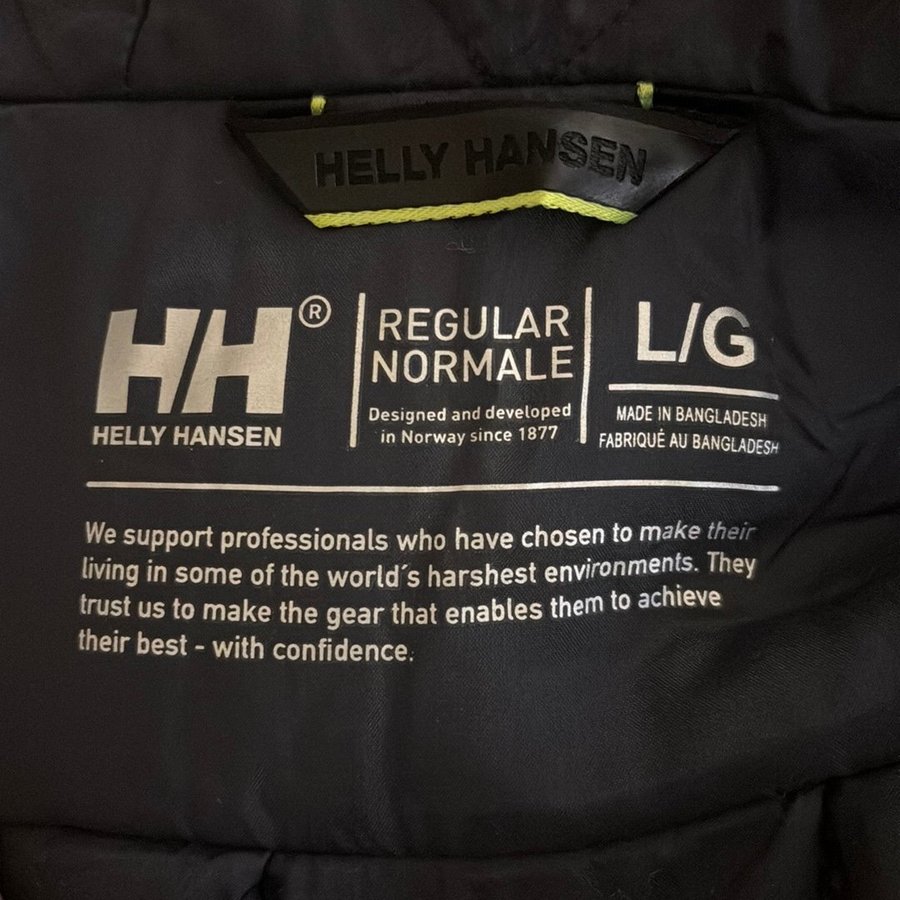 HELLY HANSEN
HH®
HELLY HANSEN
REGULAR
NORMALE
Designed and developed
in Norway since 1877
L/G
MADE IN BANGLADESH
FABRIQUÉ AU BANGLADESH
We support professionals who have chosen to make their
living in some of the world´s harshest environments. They
trust us to make the gear that enables them to achieve
their best - with confidence.